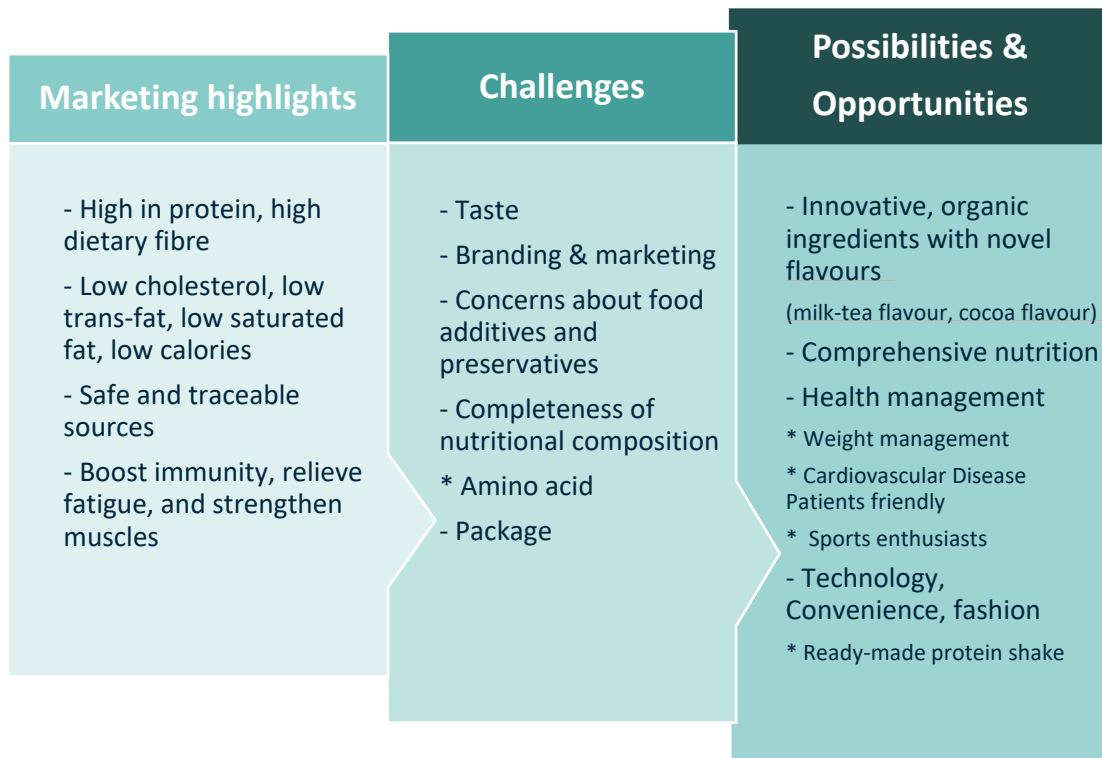 Marketing highlights
- High in protein, high
dietary fibre
- Low cholesterol, low
trans-fat, low saturated
fat, low calories
- Safe and traceable
sources
- Boost immunity, relieve
fatigue, and strengthen
muscles
Challenges
- Taste
- Branding & marketing
- Concerns about food
additives and
preservatives
- Completeness of
nutritional composition
* Amino acid
- Package
Possibilities &
Opportunities
- Innovative, organic
ingredients with novel
flavours
(milk-tea flavour, cocoa flavour)
- Comprehensive nutrition
- Health management
* Weight management
* Cardiovascular Disease
Patients friendly
* Sports enthusiasts
- Technology,
Convenience, fashion
* Ready-made protein shake